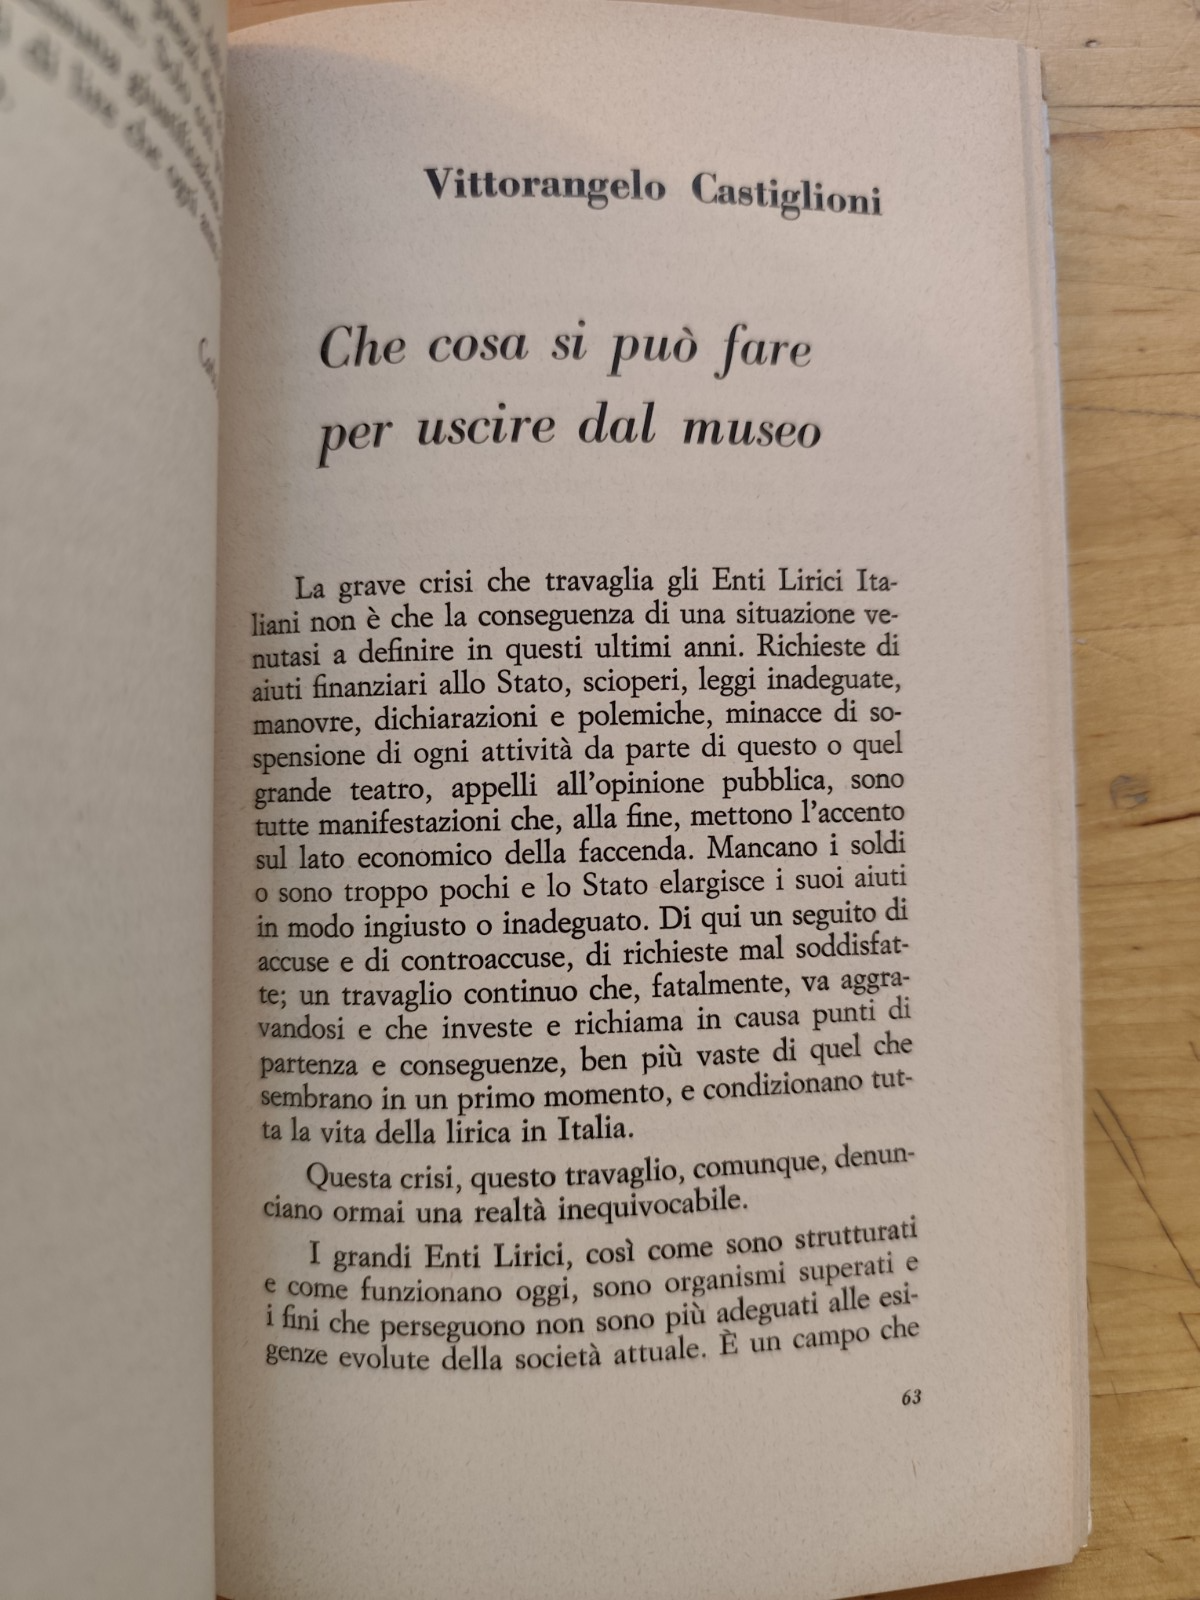 Vittorangelo Castiglioni
Che cosa si può fare
per uscire dal museo
La grave crisi che travaglia gli Enti Lirici Ita-
liani non è che la conseguenza di una situazione ve-
nutasi a definire in questi ultimi anni. Richieste di
aiuti finanziari allo Stato, scioperi, leggi inadeguate,
manovre, dichiarazioni e polemiche, minacce di so-
spensione di ogni attività da parte di questo o quel
grande teatro, appelli all'opinione pubblica, sono
tutte manifestazioni che, alla fine, mettono l'accento
sul lato economico della faccenda. Mancano i soldi
o sono troppo pochi e lo Stato elargisce i suoi aiuti
in modo ingiusto o inadeguato. Di qui un seguito di
accuse e di controaccuse, di richieste mal soddisfat-
te; un travaglio continuo che, fatalmente, va aggra-
vandosi e che investe e richiama in causa punti di
partenza e conseguenze, ben più vaste di quel che
sembrano in un primo momento, e condizionano tut-
ta la vita della lirica in Italia.
Questa crisi, questo travaglio, comunque, denun-
ciano ormai una realtà inequivocabile.
I grandi Enti Lirici, così come sono strutturati
e come funzionano oggi, sono organismi superati e
i fini che perseguono non sono più adeguati alle esi-
genze evolute della società attuale. È un campo che
63